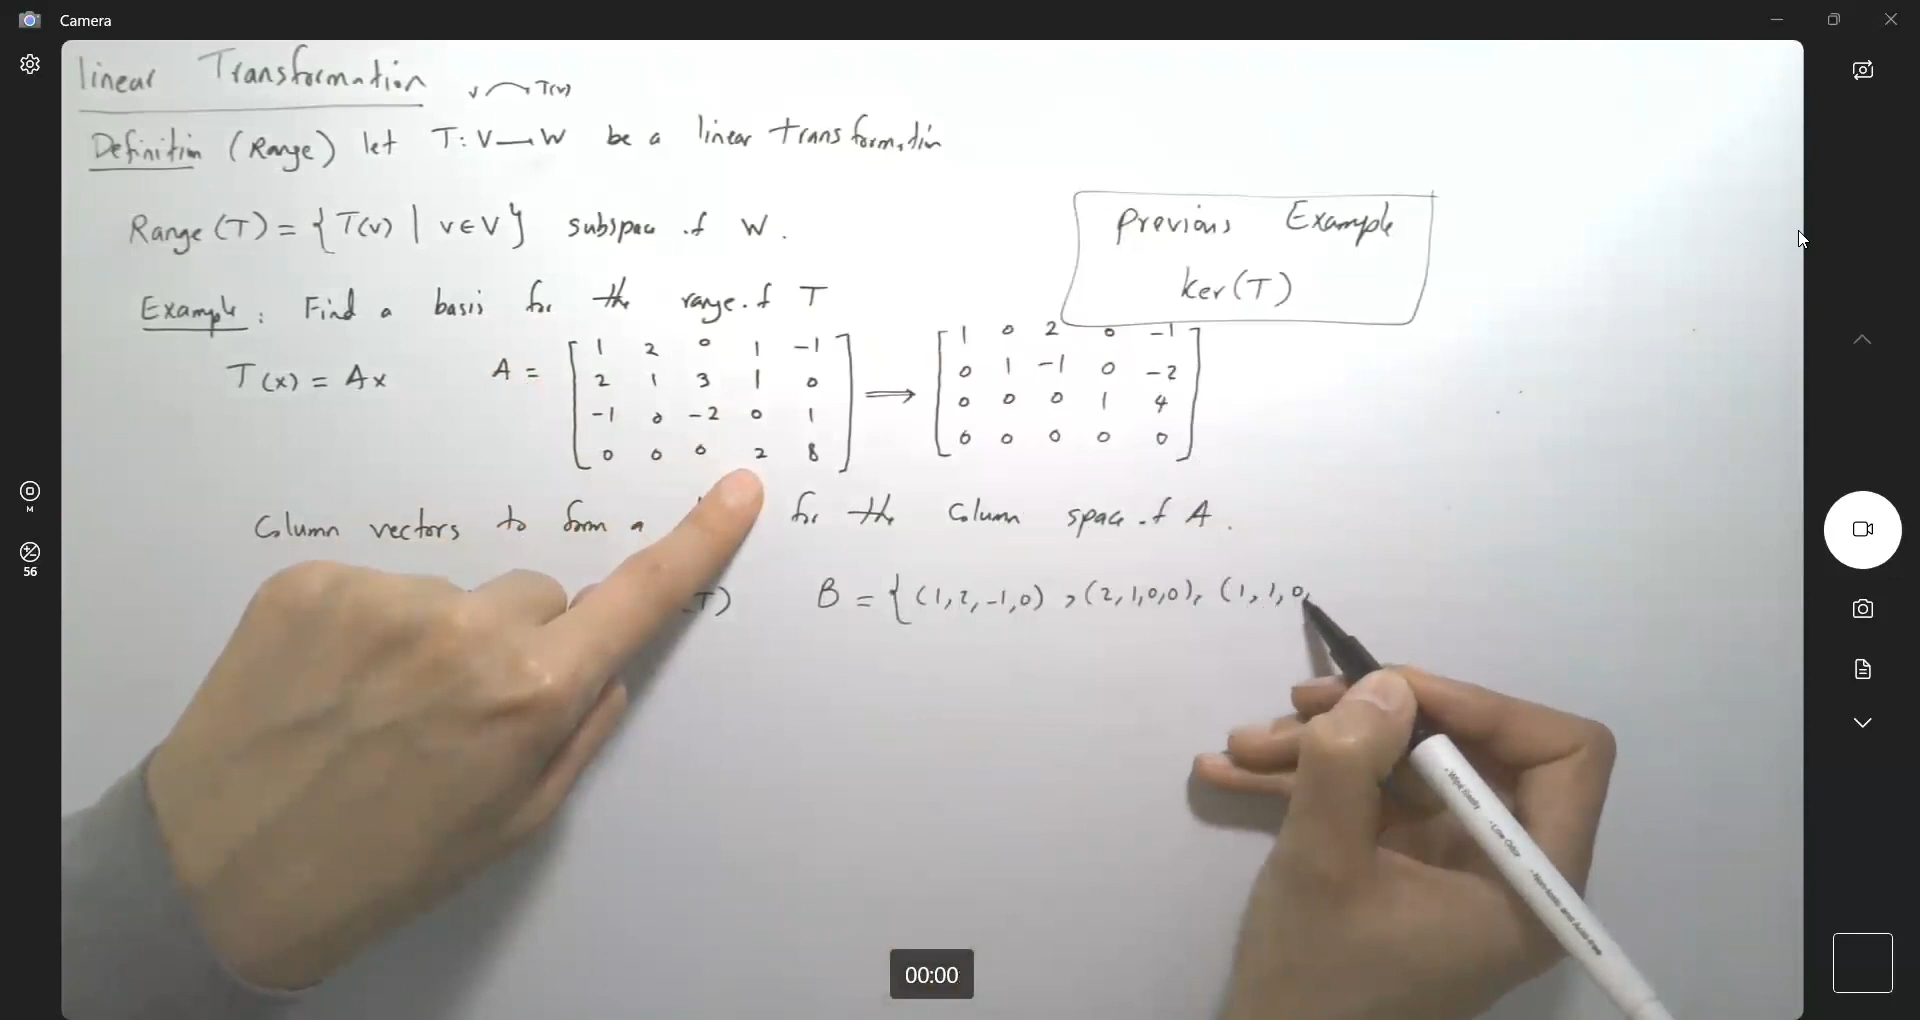 Camera
linear Transformation
v T(v)
Definition (Range) let T: V → W be a linear transformation
Range (T) = { T(v) | v ∈ V } subspace of W.
Previous Example
ker (T)
Example: Find a basis for the range of T
T(x) = Ax A = [ 1 2 0 1 -1 ⟹ [ 1 0 2 0 -1
2 1 3 1 0 0 1 -1 0 -2
-1 0 -2 0 1 0 0 0 1 4
0 0 0 2 8 ] 0 0 0 0 0 ]
Column vectors to form a for the column space of A.
T) B = { (1,2,-1,0) , (2,1,0,0), (1,1,0,
M
56
00:00